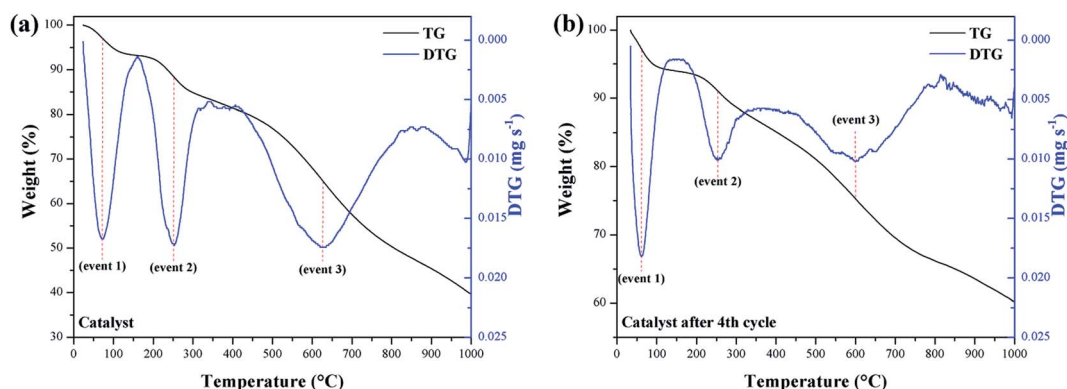 (a)
TG
DTG
100
90
80
70
60
50
40
30
Weight (%)
0.000
0.005
0.010
0.015
0.020
0.025
DTG (mg s-1)
(event 1)
(event 2)
(event 3)
Catalyst
0 100 200 300 400 500 600 700 800 900 1000
Temperature (°C)
(b)
TG
DTG
100
90
80
70
60
Weight (%)
0.000
0.005
0.010
0.015
0.020
0.025
DTG (mg s-1)
(event 3)
(event 2)
(event 1)
Catalyst after 4th cycle
0 100 200 300 400 500 600 700 800 900 1000
Temperature (°C)